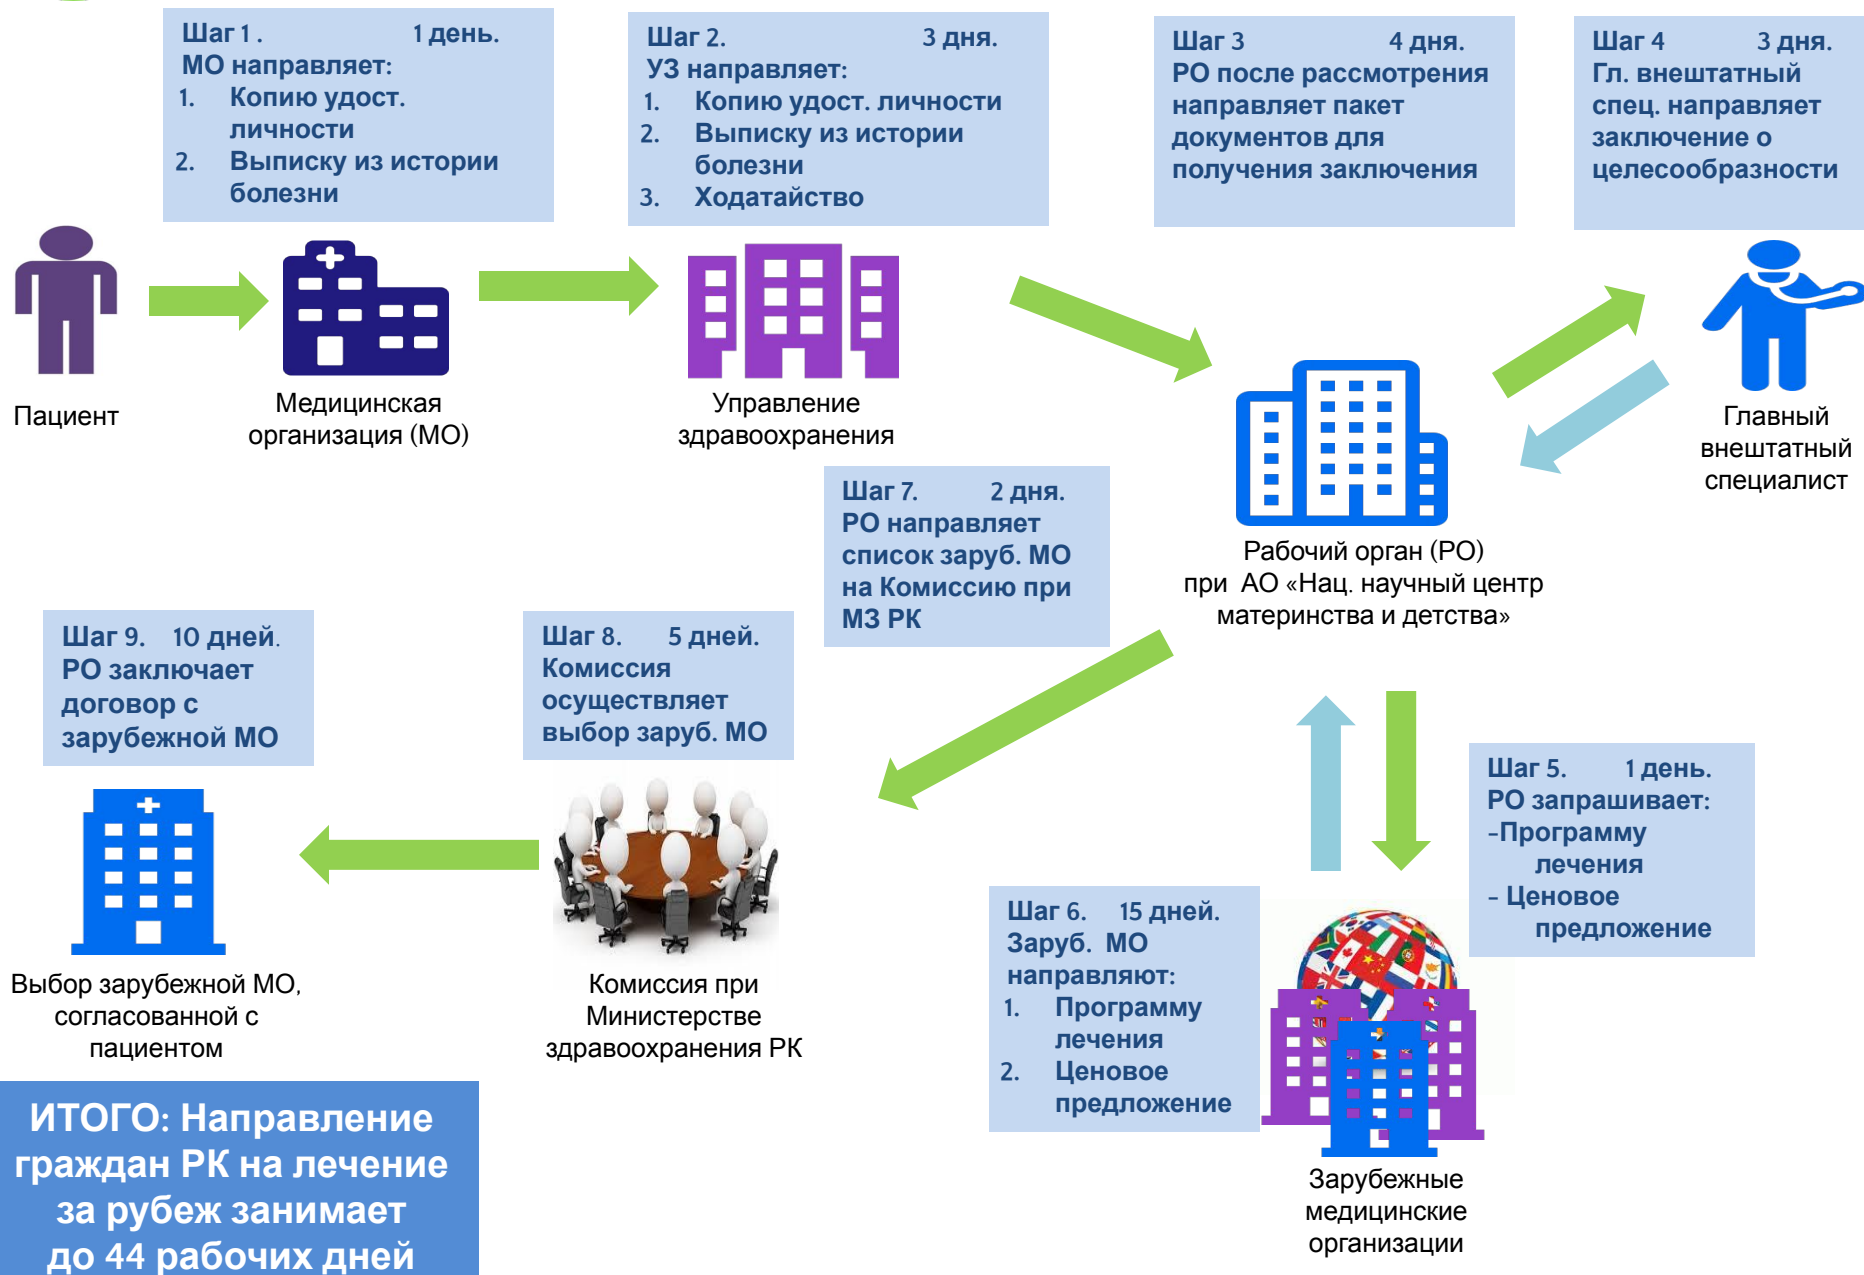 Шаг 1 . 1 день.
МО направляет:
1. Копию удост.
личности
2. Выписку из истории
болезни
Шаг 2. 3 дня.
УЗ направляет:
1. Копию удост. личности
2. Выписку из истории
болезни
3. Ходатайство
Шаг 3 4 дня.
РО после рассмотрения
направляет пакет
документов для
получения заключения
Шаг 4 3 дня.
Гл. внештатный
спец. направляет
заключение о
целесообразности
Пациент
Медицинская
организация (МО)
Управление
здравоохранения
Главный
внештатный
специалист
Рабочий орган (РО)
при АО «Нац. научный центр
материнства и детства»
Шаг 7. 2 дня.
РО направляет
список заруб. МО
на Комиссию при
МЗ РК
Шаг 9. 10 дней.
РО заключает
договор с
зарубежной МО
Шаг 8. 5 дней.
Комиссия
осуществляет
выбор заруб. МО
Шаг 5. 1 день.
РО запрашивает:
-Программу
лечения
- Ценовое
предложение
Шаг 6. 15 дней.
Заруб. МО
направляют:
1. Программу
лечения
2. Ценовое
предложение
Выбор зарубежной МО,
согласованной с
пациентом
Комиссия при
Министерстве
здравоохранения РК
Зарубежные
медицинские
организации
ИТОГО: Направление
граждан РК на лечение
за рубеж занимает
до 44 рабочих дней